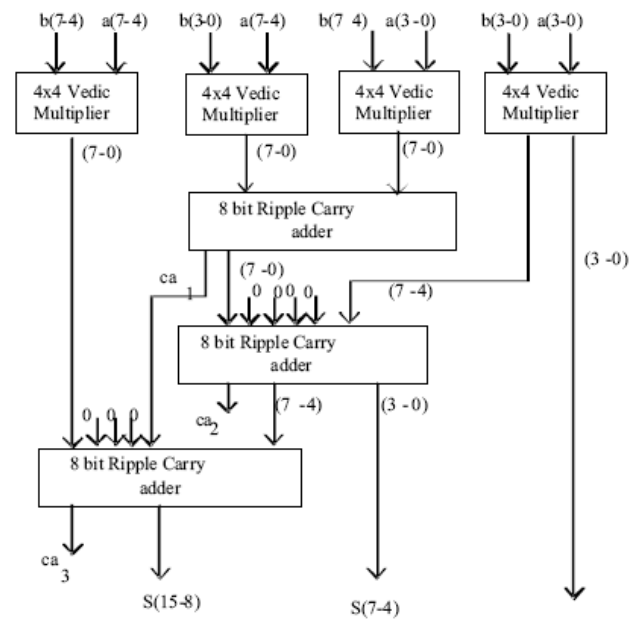 b(7-4) a(7-4) b(3-0) a(7-4) b(7 4) a(3-0) b(3-0) a(3-0)
4x4 Vedic
Multiplier
4x4 Vedic
Multiplier
4x4 Vedic
Multiplier
4x4 Vedic
Multiplier
(7-0)
(7-0)
(7-0)
8 bit Ripple Carry
adder
(3-0)
ca 1
(7-0)
(7-4)
0 0 0 0
8 bit Ripple Carry
adder
ca 2
(7-4)
(3-0)
0 0 0
8 bit Ripple Carry
adder
ca 3
S(15-8)
S(7-4)